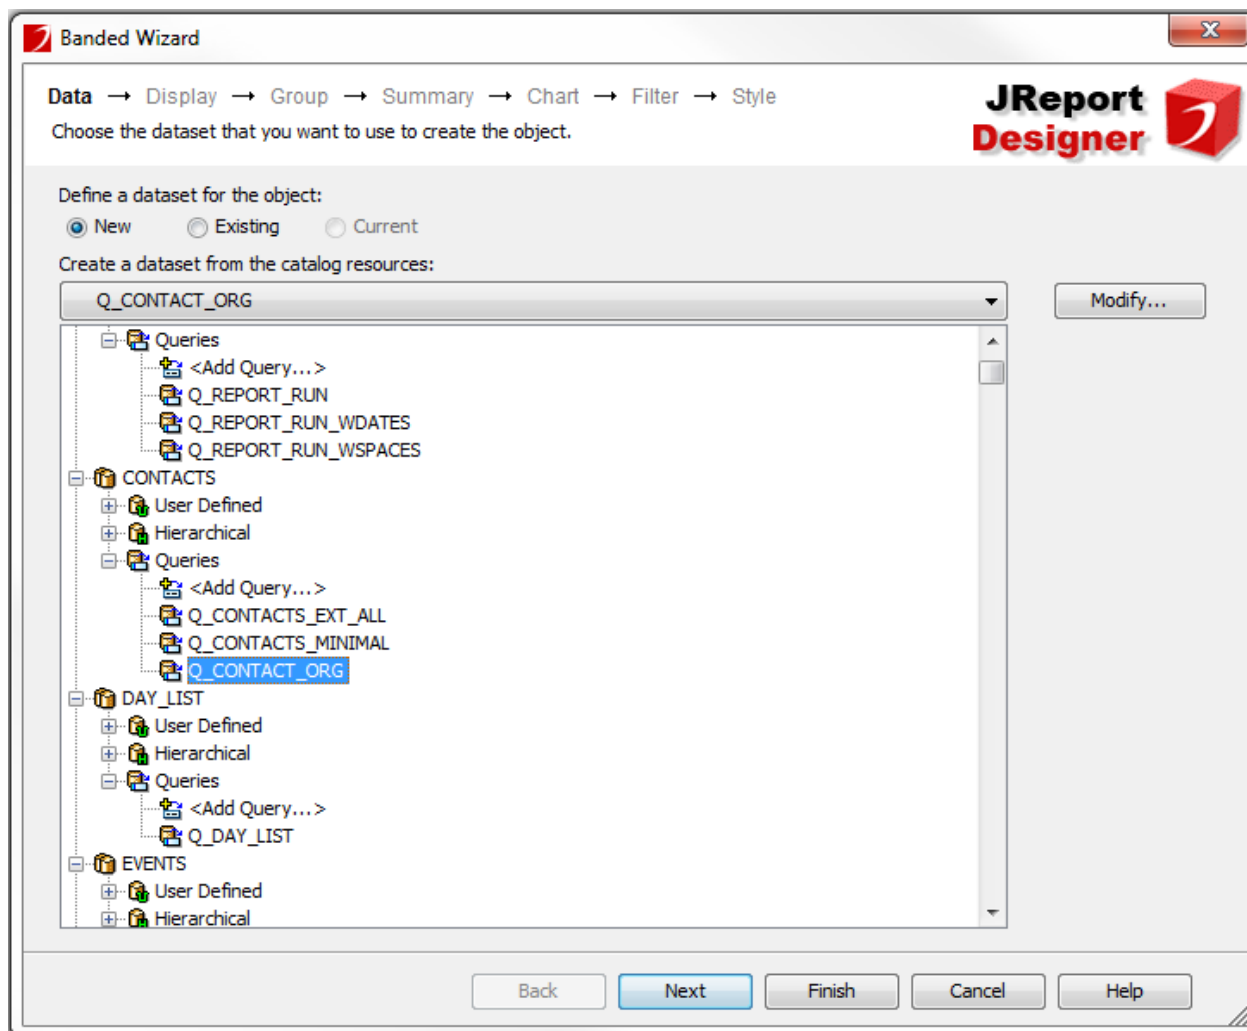 Banded Wizard
x
Data → Display → Group → Summary → Chart → Filter → Style
Choose the dataset that you want to use to create the object.
JReport
Designer
Define a dataset for the object:
New Existing Current
Create a dataset from the catalog resources:
Q_CONTACT_ORG Modify...
Queries
<Add Query...>
Q_REPORT_RUN
Q_REPORT_RUN_WDATES
Q_REPORT_RUN_WSPACES
CONTACTS
User Defined
Hierarchical
Queries
<Add Query...>
Q_CONTACTS_EXT_ALL
Q_CONTACTS_MINIMAL
Q_CONTACT_ORG
DAY_LIST
User Defined
Hierarchical
Queries
<Add Query...>
Q_DAY_LIST
EVENTS
User Defined
Hierarchical
Back Next Finish Cancel Help